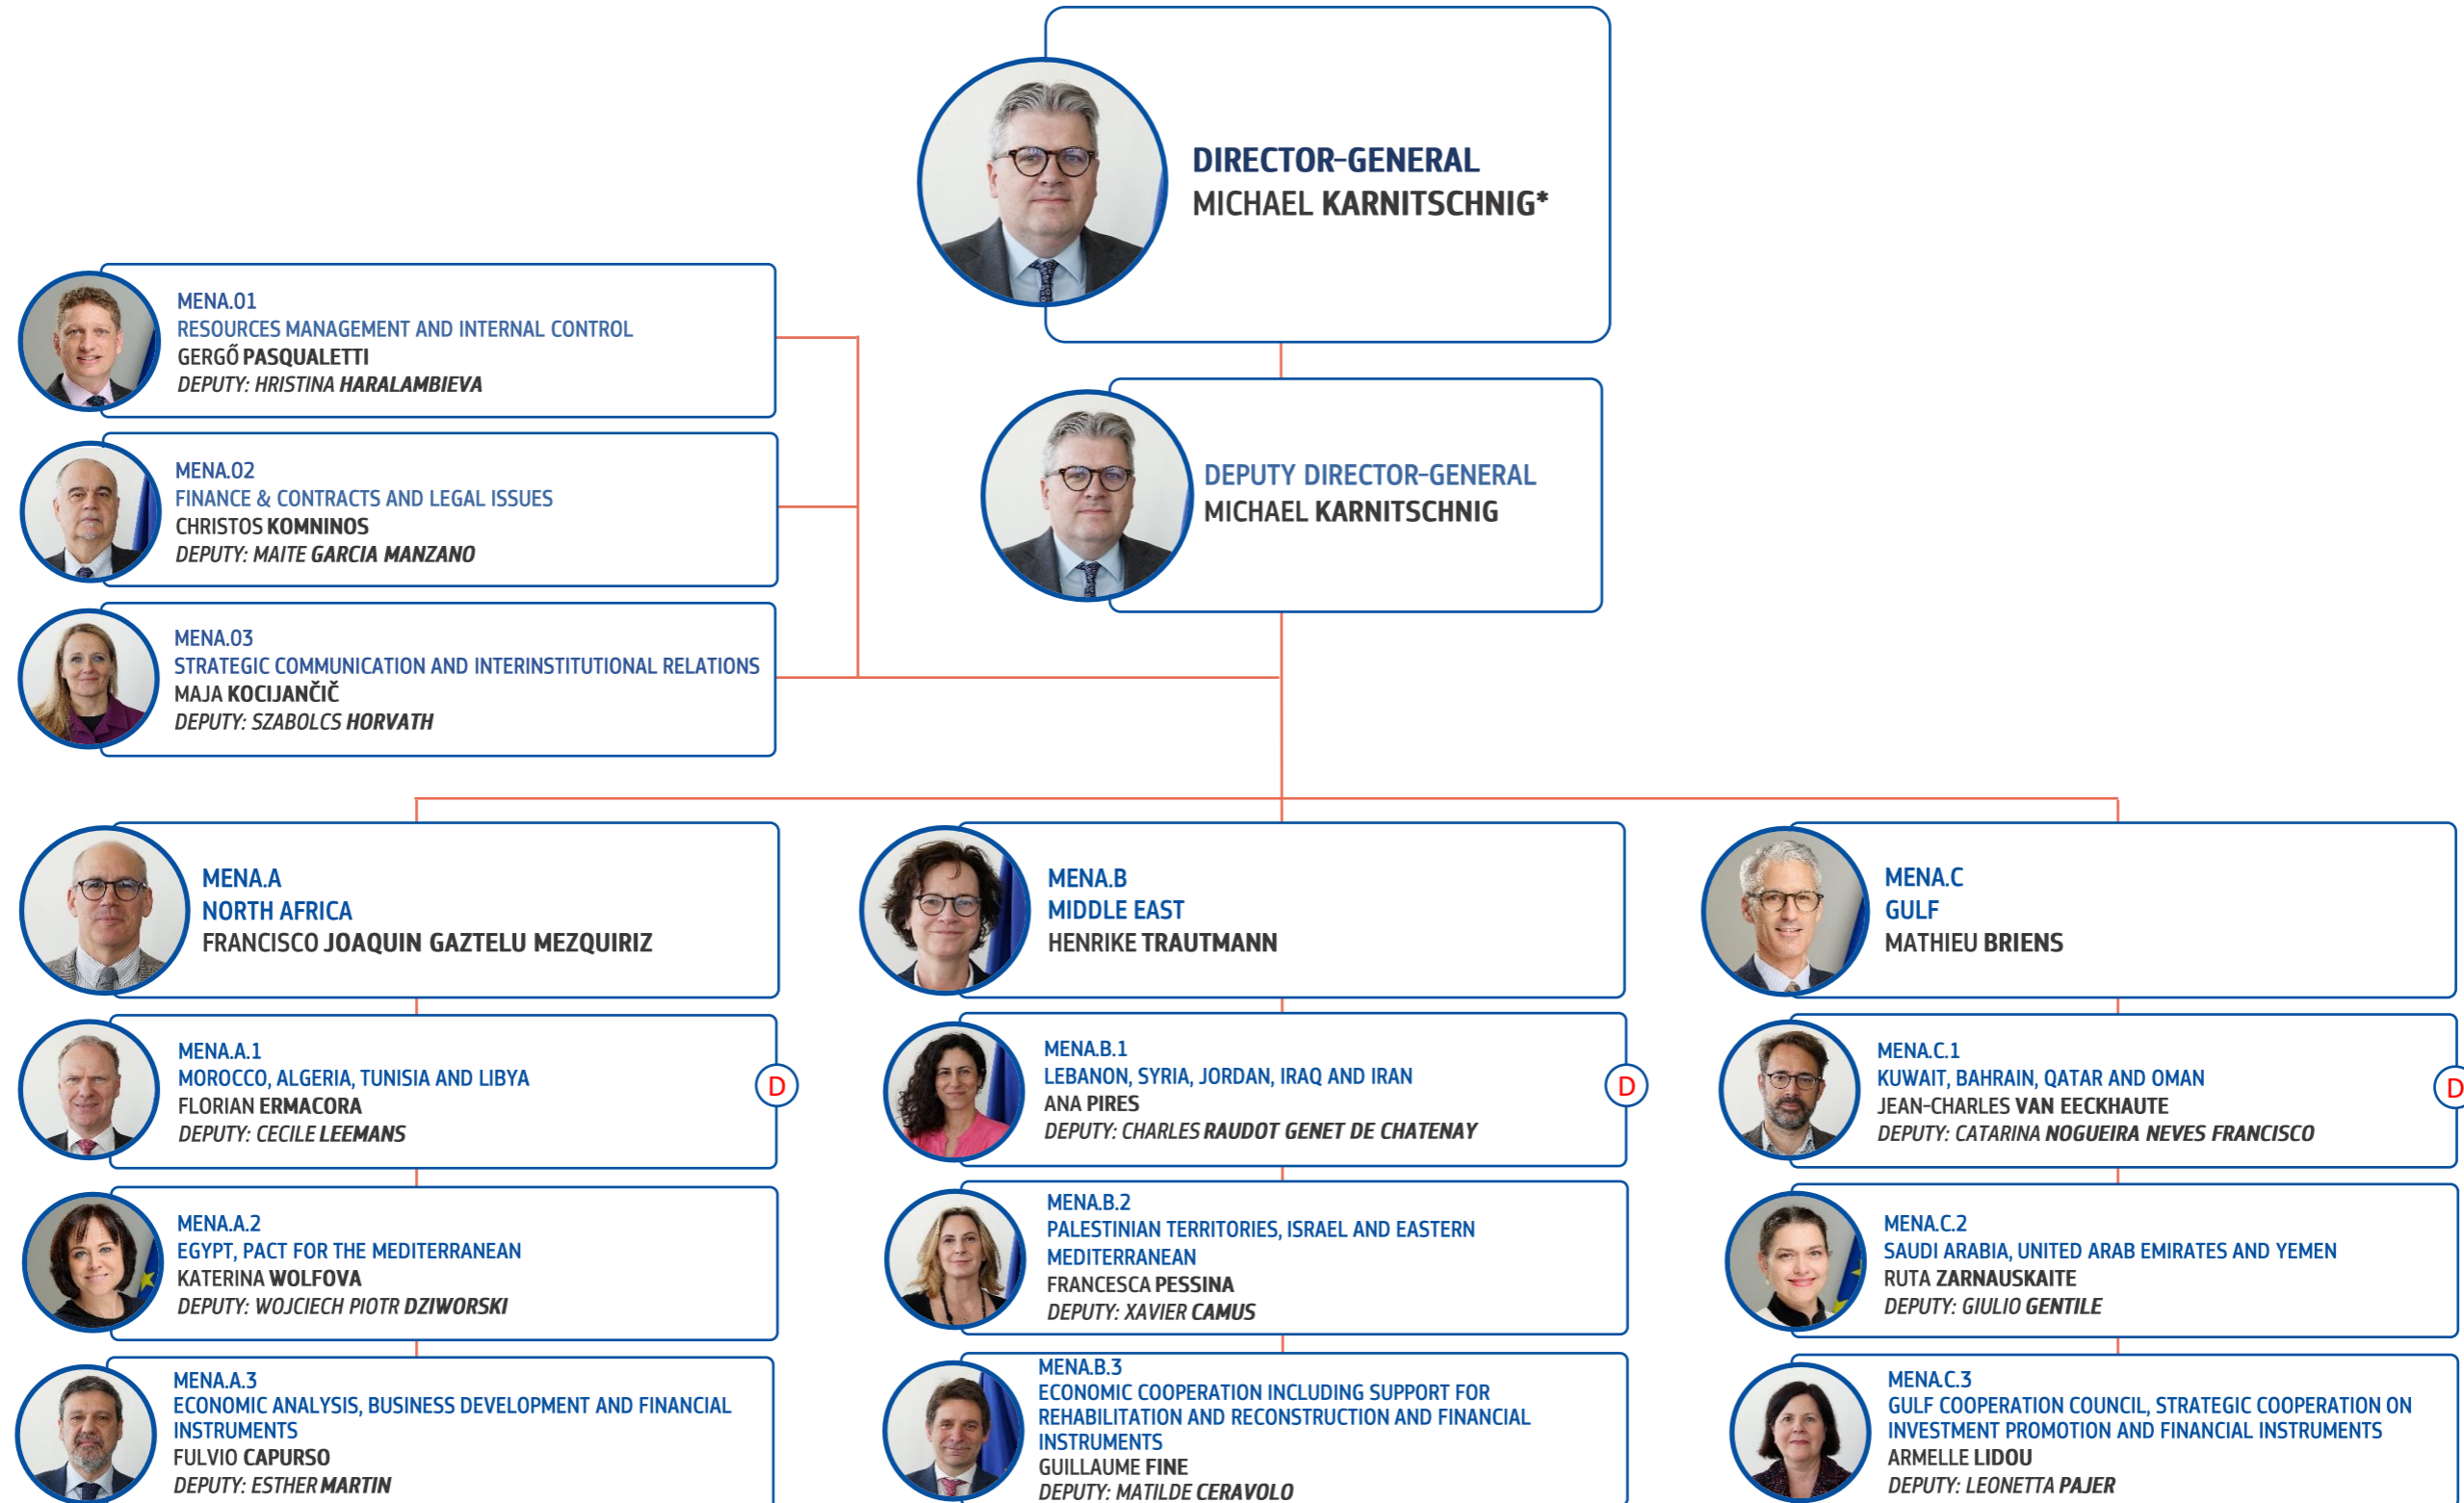 DIRECTOR-GENERAL
MICHAEL KARNITSCHNIG*
DEPUTY DIRECTOR-GENERAL
MICHAEL KARNITSCHNIG
MENA.01
RESOURCES MANAGEMENT AND INTERNAL CONTROL
GERGŐ PASQUALETTI
DEPUTY: HRISTINA HARALAMBIEVA
MENA.02
FINANCE & CONTRACTS AND LEGAL ISSUES
CHRISTOS KOMNINOS
DEPUTY: MAITE GARCIA MANZANO
MENA.03
STRATEGIC COMMUNICATION AND INTERINSTITUTIONAL RELATIONS
MAJA KOCIJANČIČ
DEPUTY: SZABOLCS HORVATH
MENA.A
NORTH AFRICA
FRANCISCO JOAQUIN GAZTELU MEZQUIRIZ
MENA.A.1
MOROCCO, ALGERIA, TUNISIA AND LIBYA
FLORIAN ERMACORA
DEPUTY: CECILE LEEMANS
D
MENA.A.2
EGYPT, PACT FOR THE MEDITERRANEAN
KATERINA WOLFOVA
DEPUTY: WOJCIECH PIOTR DZIWORSKI
MENA.A.3
ECONOMIC ANALYSIS, BUSINESS DEVELOPMENT AND FINANCIAL
INSTRUMENTS
FULVIO CAPURSO
DEPUTY: ESTHER MARTIN
MENA.B
MIDDLE EAST
HENRIKE TRAUTMANN
MENA.B.1
LEBANON, SYRIA, JORDAN, IRAQ AND IRAN
ANA PIRES
DEPUTY: CHARLES RAUDOT GENET DE CHATENAY
D
MENA.B.2
PALESTINIAN TERRITORIES, ISRAEL AND EASTERN
MEDITERRANEAN
FRANCESCA PESSINA
DEPUTY: XAVIER CAMUS
MENA.B.3
ECONOMIC COOPERATION INCLUDING SUPPORT FOR
REHABILITATION AND RECONSTRUCTION AND FINANCIAL
INSTRUMENTS
GUILLAUME FINE
DEPUTY: MATILDE CERAVOLO
MENA.C
GULF
MATHIEU BRIENS
MENA.C.1
KUWAIT, BAHRAIN, QATAR AND OMAN
JEAN-CHARLES VAN EECKHAUTE
DEPUTY: CATARINA NOGUEIRA NEVES FRANCISCO
D
MENA.C.2
SAUDI ARABIA, UNITED ARAB EMIRATES AND YEMEN
RUTA ZARNAUSKAITE
DEPUTY: GIULIO GENTILE
MENA.C.3
GULF COOPERATION COUNCIL, STRATEGIC COOPERATION ON
INVESTMENT PROMOTION AND FINANCIAL INSTRUMENTS
ARMELLE LIDOU
DEPUTY: LEONETTA PAJER